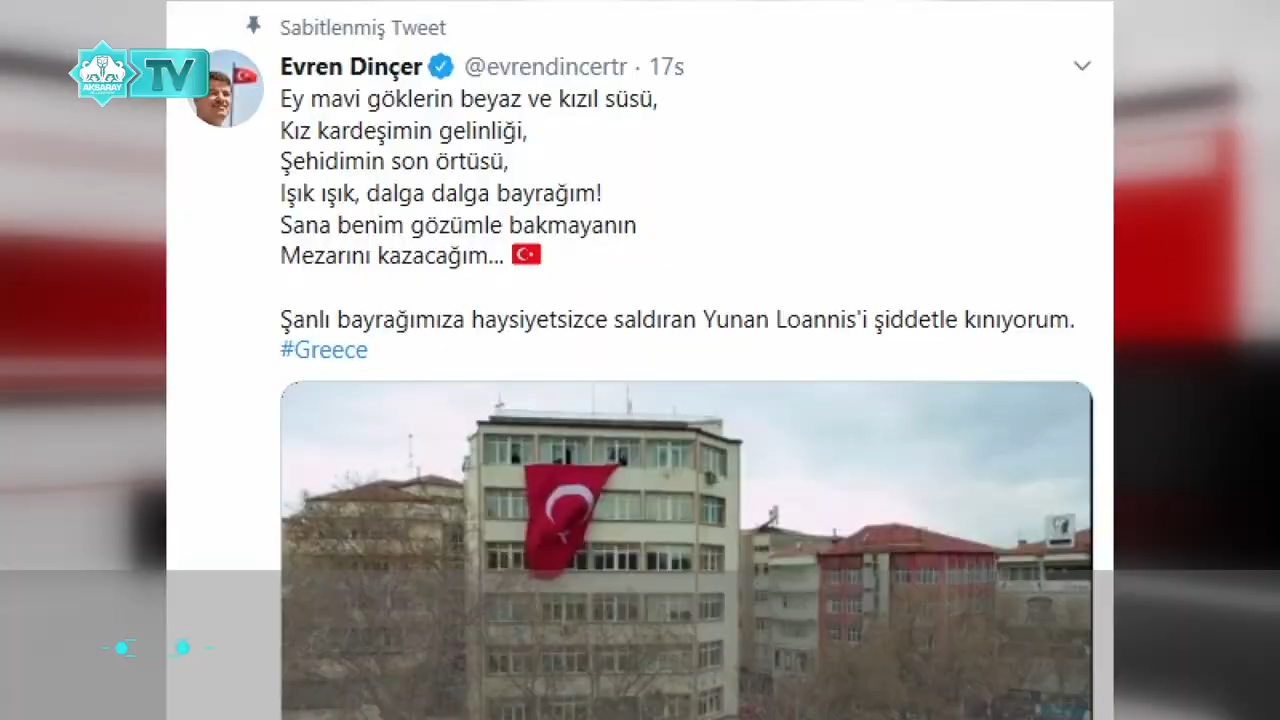 Sabitlenmiş Tweet
AKSARAY
TV
Evren Dinçer @evrendincertr · 17s
Ey mavi göklerin beyaz ve kızıl süsü,
Kız kardeşimin gelinliği,
Şehidimin son örtüsü,
Işık ışık, dalga dalga bayrağım!
Sana benim gözümle bakmayanın
Mezarını kazacağım...
Şanlı bayrağımıza haysiyetsizce saldıran Yunan Loannis'i şiddetle kınıyorum.
#Greece